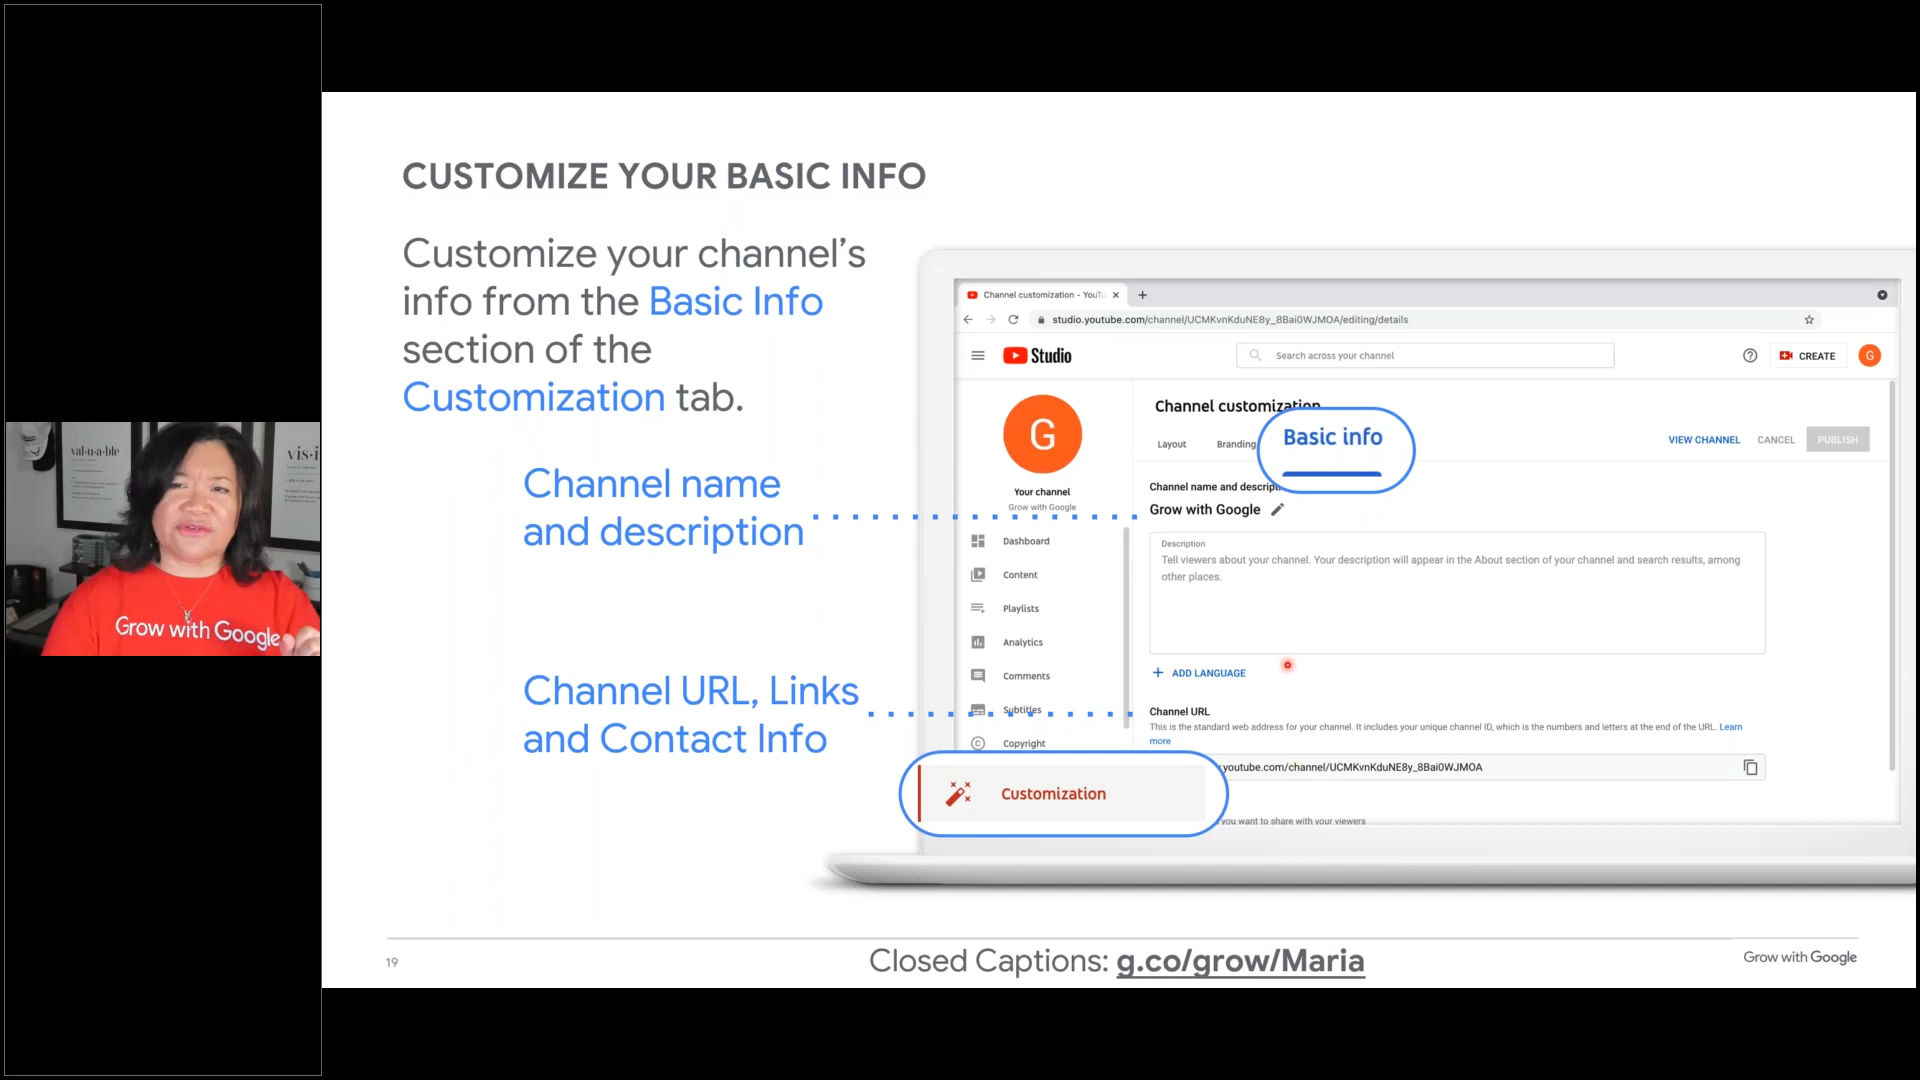 val·u·a·ble
vis·i
Grow with Google
CUSTOMIZE YOUR BASIC INFO
Customize your channel’s
info from the Basic Info
section of the
Customization tab.
Channel name
and description
Channel URL, Links
and Contact Info
Channel customization - YouTu
studio.youtube.com/channel/UCMKvnKduNE8y_8Bai0WJMOA/editing/details
Studio
Search across your channel
CREATE
G
G
Your channel
Grow with Google
Dashboard
Content
Playlists
Analytics
Comments
Subtitles
Copyright
Customization
Channel customization
Layout
Branding
Basic info
VIEW CHANNEL
CANCEL
PUBLISH
Channel name and descripti
Grow with Google
Description
Tell viewers about your channel. Your description will appear in the About section of your channel and search results, among
other places.
+ ADD LANGUAGE
Channel URL
This is the standard web address for your channel. It includes your unique channel ID, which is the numbers and letters at the end of the URL. Learn
more
youtube.com/channel/UCMKvnKduNE8y_8Bai0WJMOA
you want to share with your viewers
19
Closed Captions: g.co/grow/Maria
Grow with Google